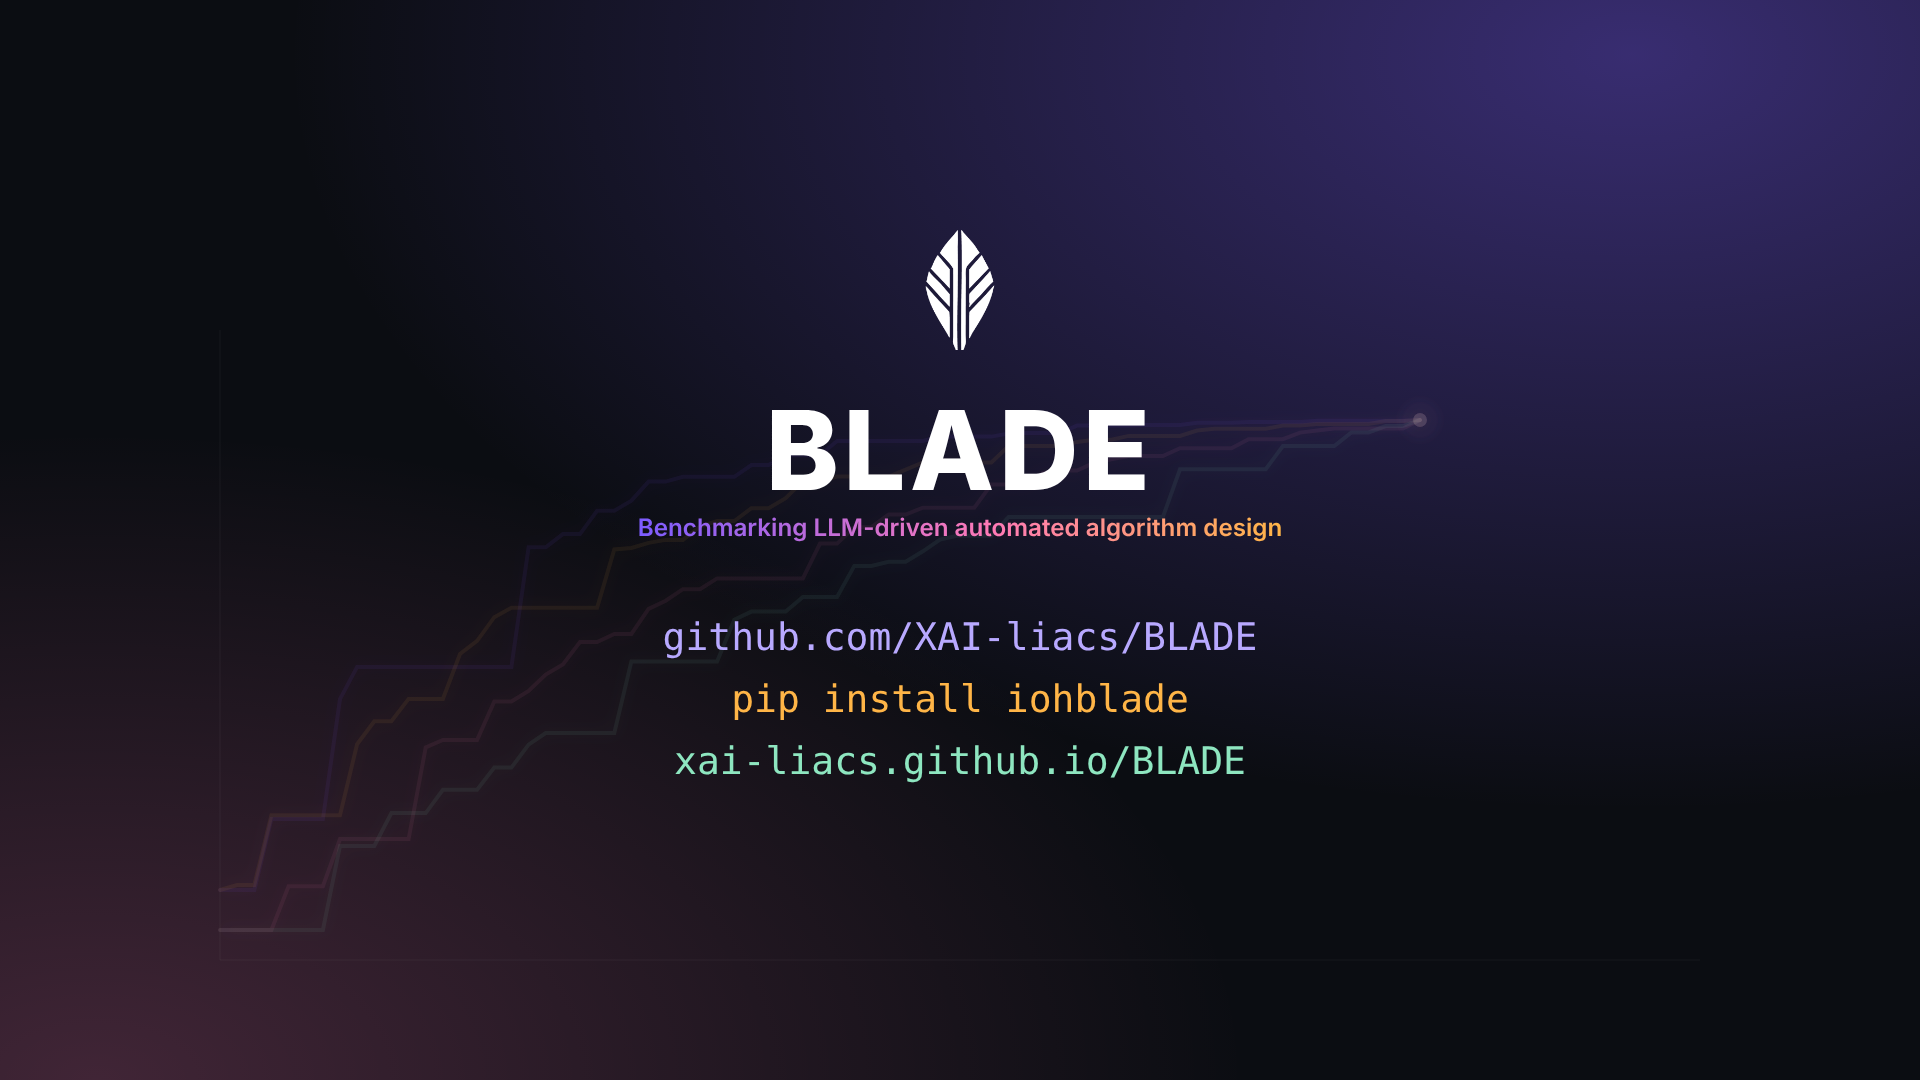 BLADE
Benchmarking LLM-driven automated algorithm design
github.com/XAI-liacs/BLADE
pip install iohblade
xai-liacs.github.io/BLADE